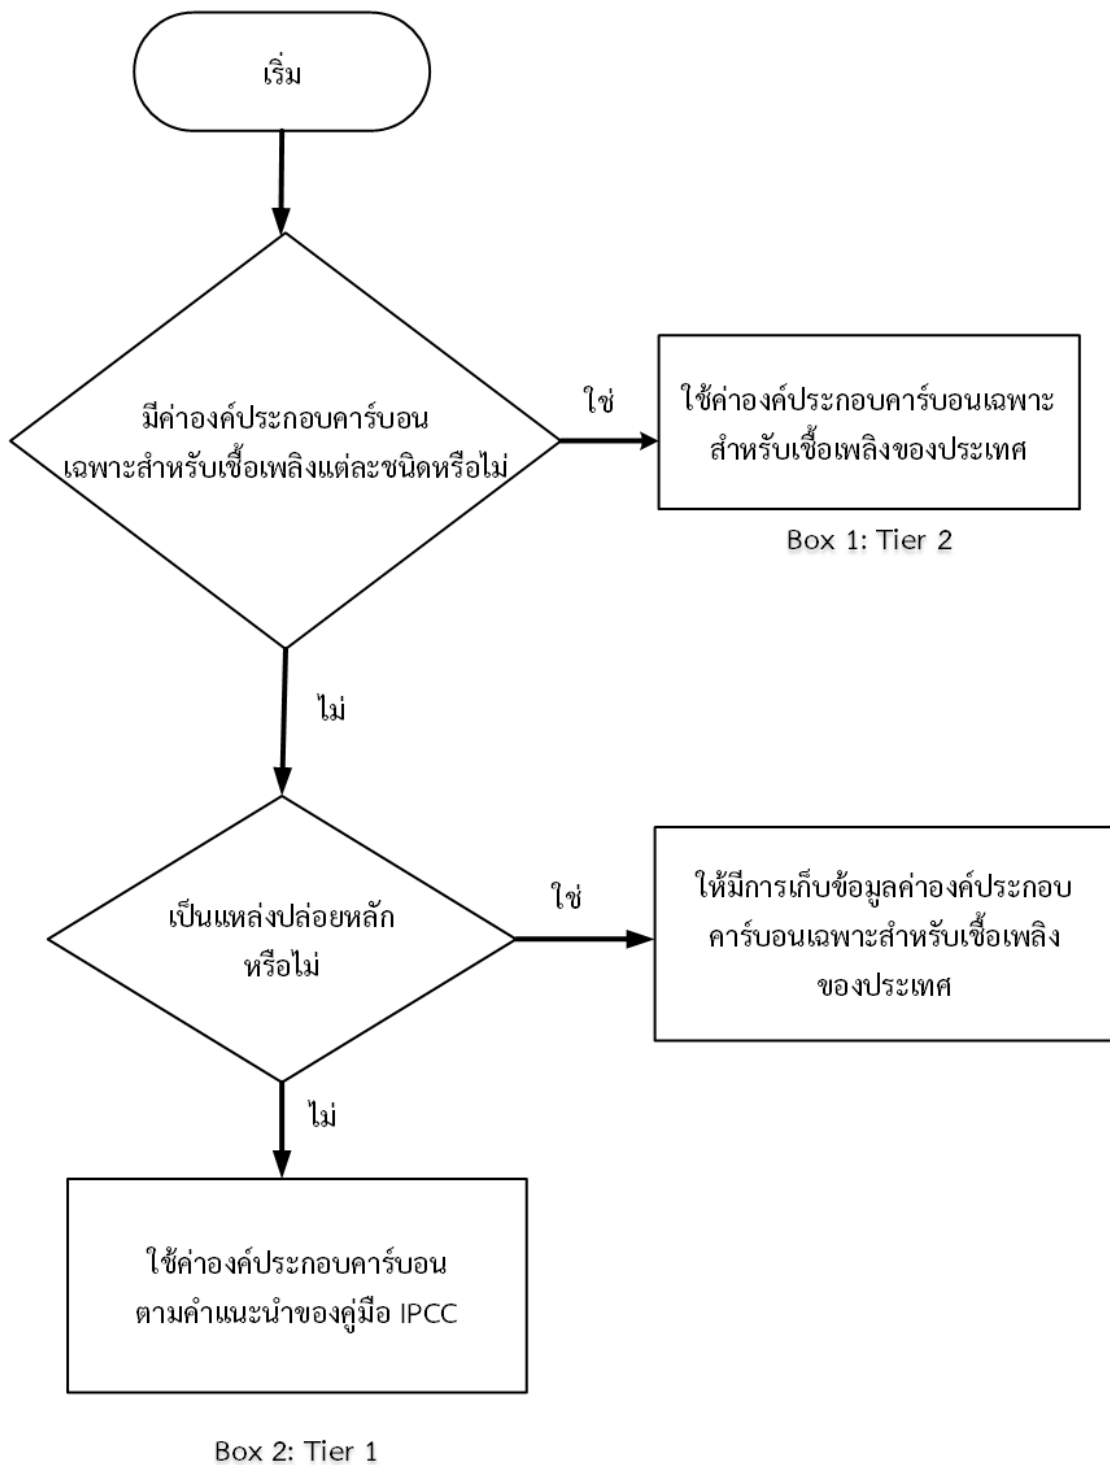 เริ่ม
มีค่าองค์ประกอบคาร์บอน
เฉพาะสำหรับเชื้อเพลิงแต่ละชนิดหรือไม่
ใช่
ใช้ค่าองค์ประกอบคาร์บอนเฉพาะ
สำหรับเชื้อเพลิงของประเทศ
Box 1: Tier 2
ไม่
เป็นแหล่งปล่อยหลัก
หรือไม่
ใช่
ให้มีการเก็บข้อมูลค่าองค์ประกอบ
คาร์บอนเฉพาะสำหรับเชื้อเพลิง
ของประเทศ
ไม่
ใช้ค่าองค์ประกอบคาร์บอน
ตามคำแนะนำของคู่มือ IPCC
Box 2: Tier 1